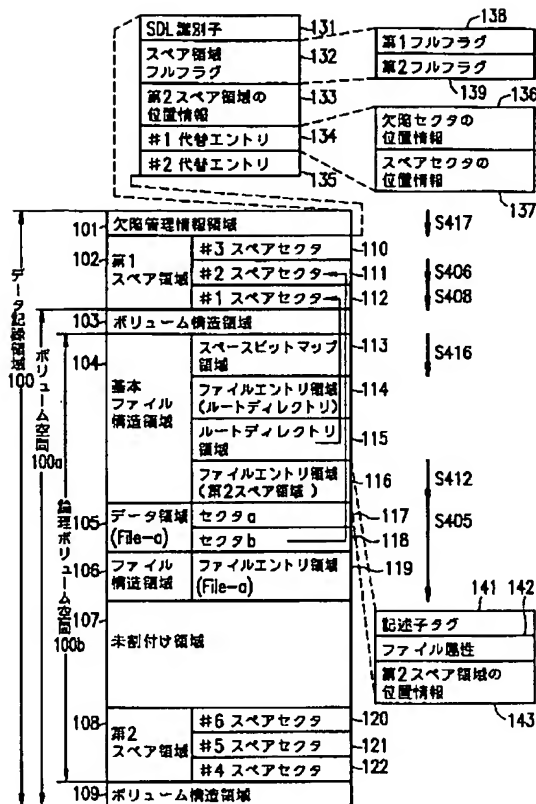 138
SDL識別子
131
スペア領域
フルフラグ
132
第1フルフラグ
第2フルフラグ
第2スペア領域の
位置情報
133
139
136
#1 代替エントリ
134
欠陥セクタの
位置情報
#2 代替エントリ
135
スペアセクタの
位置情報
137
101
欠陥管理情報領域
S417
102
第1
スペア領域
#3 スペアセクタ
110
#2 スペアセクタ
111
S406
#1 スペアセクタ
112
S408
103
ボリューム構造領域
104
基本
ファイル
構造領域
スペースビットマップ
領域
113
S416
ファイルエントリ領域
(ルートディレクトリ)
114
ルートディレクトリ
領域
115
ファイルエントリ領域
(第2スペア領域)
116
S412
105
データ領域
(File-a)
セクタa
117
S405
セクタb
118
106
ファイル
構造領域
ファイルエントリ領域
(File-a)
119
107
未割付け領域
141
142
記述子タグ
ファイル属性
第2スペア領域の
位置情報
143
108
第2
スペア領域
#6 スペアセクタ
120
#5 スペアセクタ
121
#4 スペアセクタ
122
109
ボリューム構造領域
データ記録領域 100
ボリューム空間 100a
論理ボリューム空間 100b